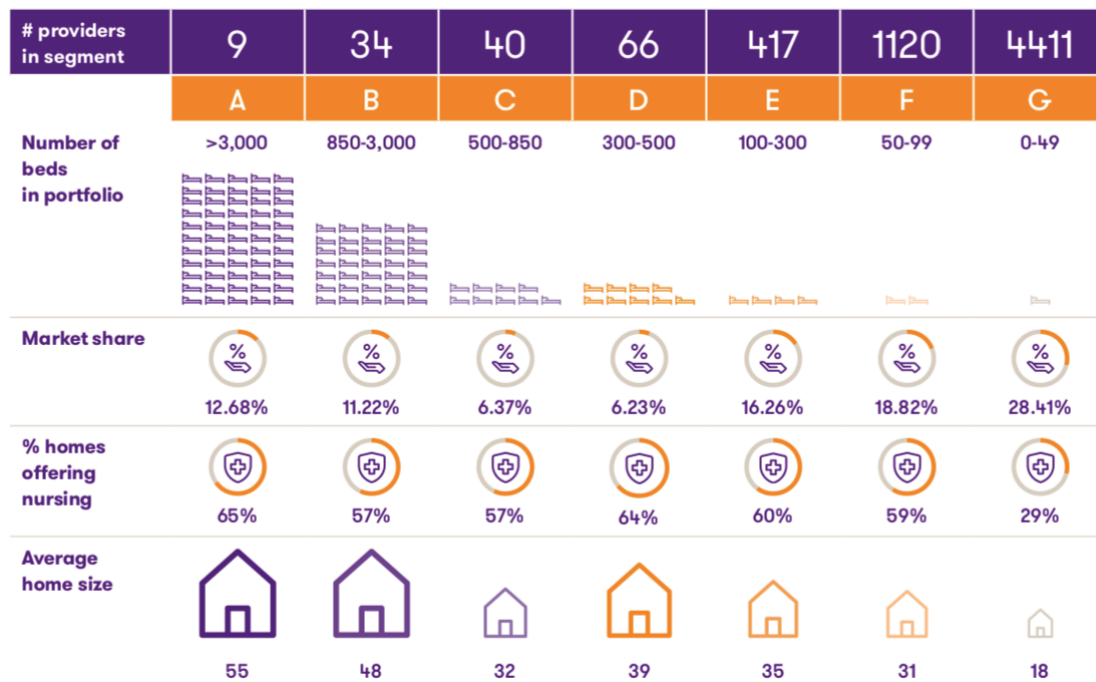 # providers
in segment
9 34 40 66 417 1120 4411
A B C D E F G
Number of
beds
in portfolio
>3,000 850-3,000 500-850 300-500 100-300 50-99 0-49
Market share
% % % % % % %
12.68% 11.22% 6.37% 6.23% 16.26% 18.82% 28.41%
% homes
offering
nursing
65% 57% 57% 64% 60% 59% 29%
Average
home size
55 48 32 39 35 31 18